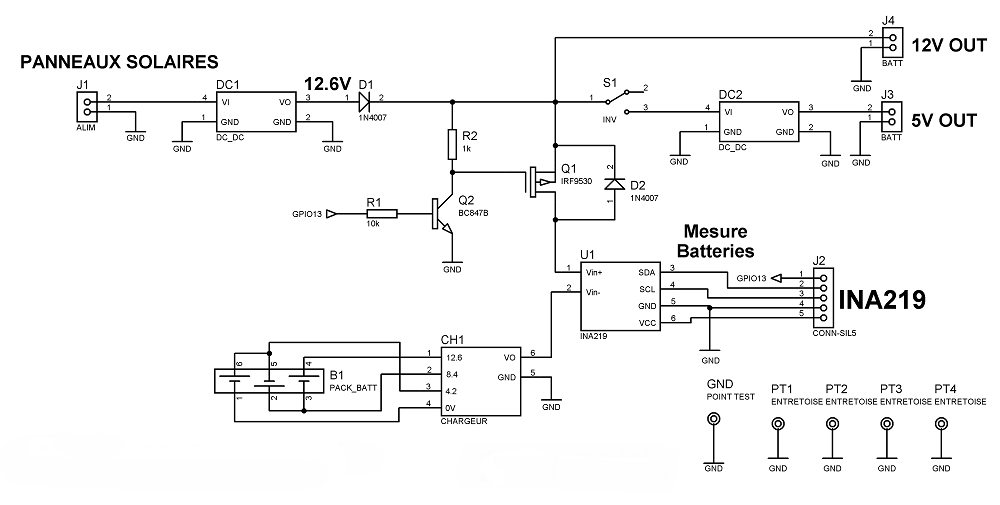 PANNEAUX SOLAIRES
J1
2
1
ALIM
GND
DC1
4 VI VO 3
1 GND GND 2
DC_DC
GND
GND
12.6V
D1
1 2
1N4007
R2
1k
Q2
BC847B
GND
GPIO13
R1
10k
Q1
IRF9530
D2
1N4007
2
1
S1
1
2
3
INV
DC2
4 VI VO 3
1 GND GND 2
DC_DC
GND
GND
J4
2
1
BATT
GND
12V OUT
J3
2
1
BATT
GND
5V OUT
Mesure
Batteries
U1
1 Vin+ SDA 3
2 Vin- SCL 4
GND 5
VCC 6
INA219
GND
GPIO13
J2
1
2
3
4
5
CONN-SIL5
INA219
CH1
1 12.6 VO 6
2 8.4 GND 5
3 4.2
4 0V
CHARGEUR
GND
6 5 4
B1
PACK_BATT
1 2 3
GND
POINT TEST
GND
PT1
ENTRETOISE
GND
PT2
ENTRETOISE
GND
PT3
ENTRETOISE
GND
PT4
ENTRETOISE
GND